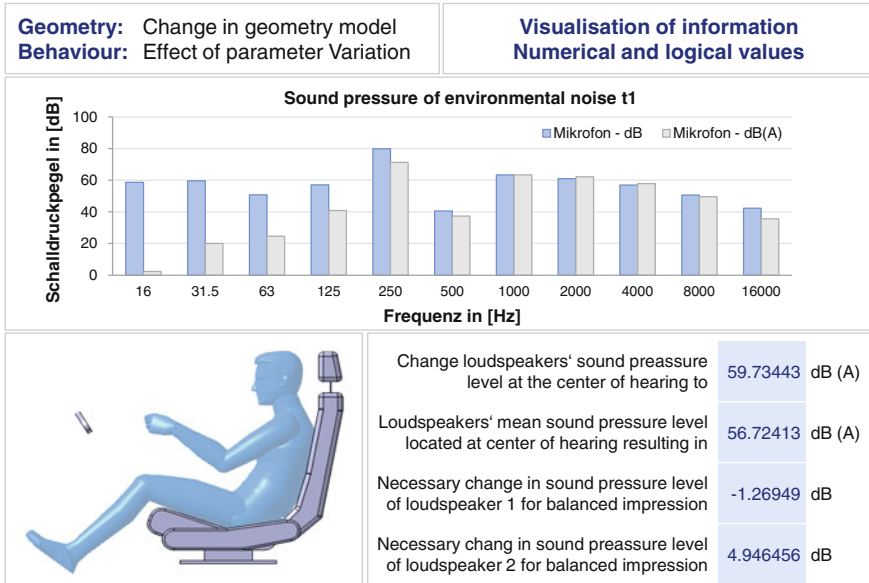 Geometry: Change in geometry model
Behaviour: Effect of parameter Variation
Visualisation of information
Numerical and logical values
Sound pressure of environmental noise t1
Schalldruckpegel in [dB]
100
80
60
40
20
0
Mikrofon - dB
Mikrofon - dB(A)
16 31.5 63 125 250 500 1000 2000 4000 8000 16000
Frequenz in [Hz]
Change loudspeakers‘ sound preassure
level at the center of hearing to
59.73443 dB (A)
Loudspeakers‘ mean sound pressure level
located at center of hearing resulting in
56.72413 dB (A)
Necessary change in sound pressure level
of loudspeaker 1 for balanced impression
-1.26949 dB
Necessary chang in sound preassure level
of loudspeaker 2 for balanced impression
4.946456 dB